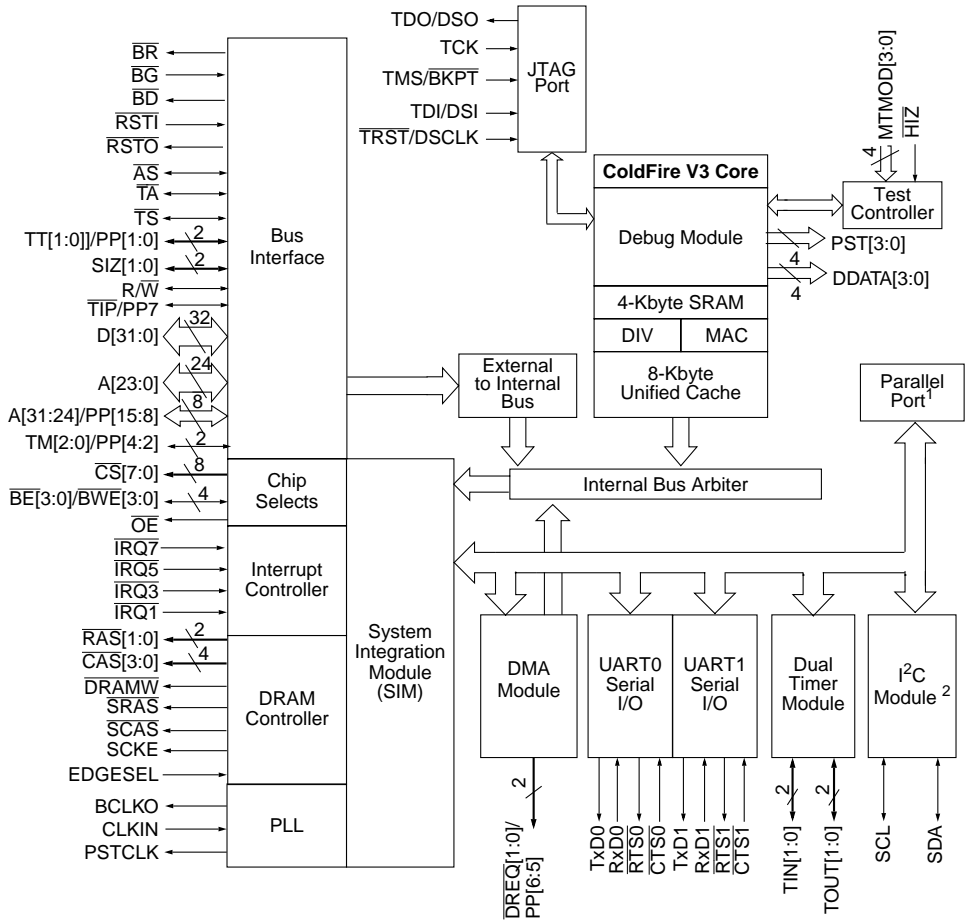 TDO/DSO
TCK
TMS/BKPT
TDI/DSI
TRST/DSCLK
JTAG
Port
BR
BG
BD
RSTI
RSTO
AS
TA
TS
TT[1:0]]/PP[1:0]
2
SIZ[1:0]
2
R/W
TIP/PP7
D[31:0]
32
A[23:0]
24
A[31:24]/PP[15:8]
8
TM[2:0]/PP[4:2]
2
Bus
Interface
ColdFire V3 Core
Debug Module
4-Kbyte SRAM
DIV
MAC
8-Kbyte
Unified Cache
4
MTMOD[3:0]
HIZ
Test
Controller
4
PST[3:0]
4
DDATA[3:0]
External
to Internal
Bus
Parallel
Port1
Internal Bus Arbiter
CS[7:0]
8
BE[3:0]/BWE[3:0]
4
OE
Chip
Selects
IRQ7
IRQ5
IRQ3
IRQ1
Interrupt
Controller
RAS[1:0]
2
CAS[3:0]
4
DRAMW
SRAS
SCAS
SCKE
EDGESEL
DRAM
Controller
BCLKO
CLKIN
PSTCLK
PLL
System
Integration
Module
(SIM)
DMA
Module
UART0
Serial
I/O
UART1
Serial
I/O
Dual
Timer
Module
I2C
Module 2
2
DREQ[1:0]/
PP[6:5]
TxD0
RxD0
RTS0
CTS0
TxD1
RxD1
RTS1
CTS1
2
TIN[1:0]
2
TOUT[1:0]
SCL
SDA